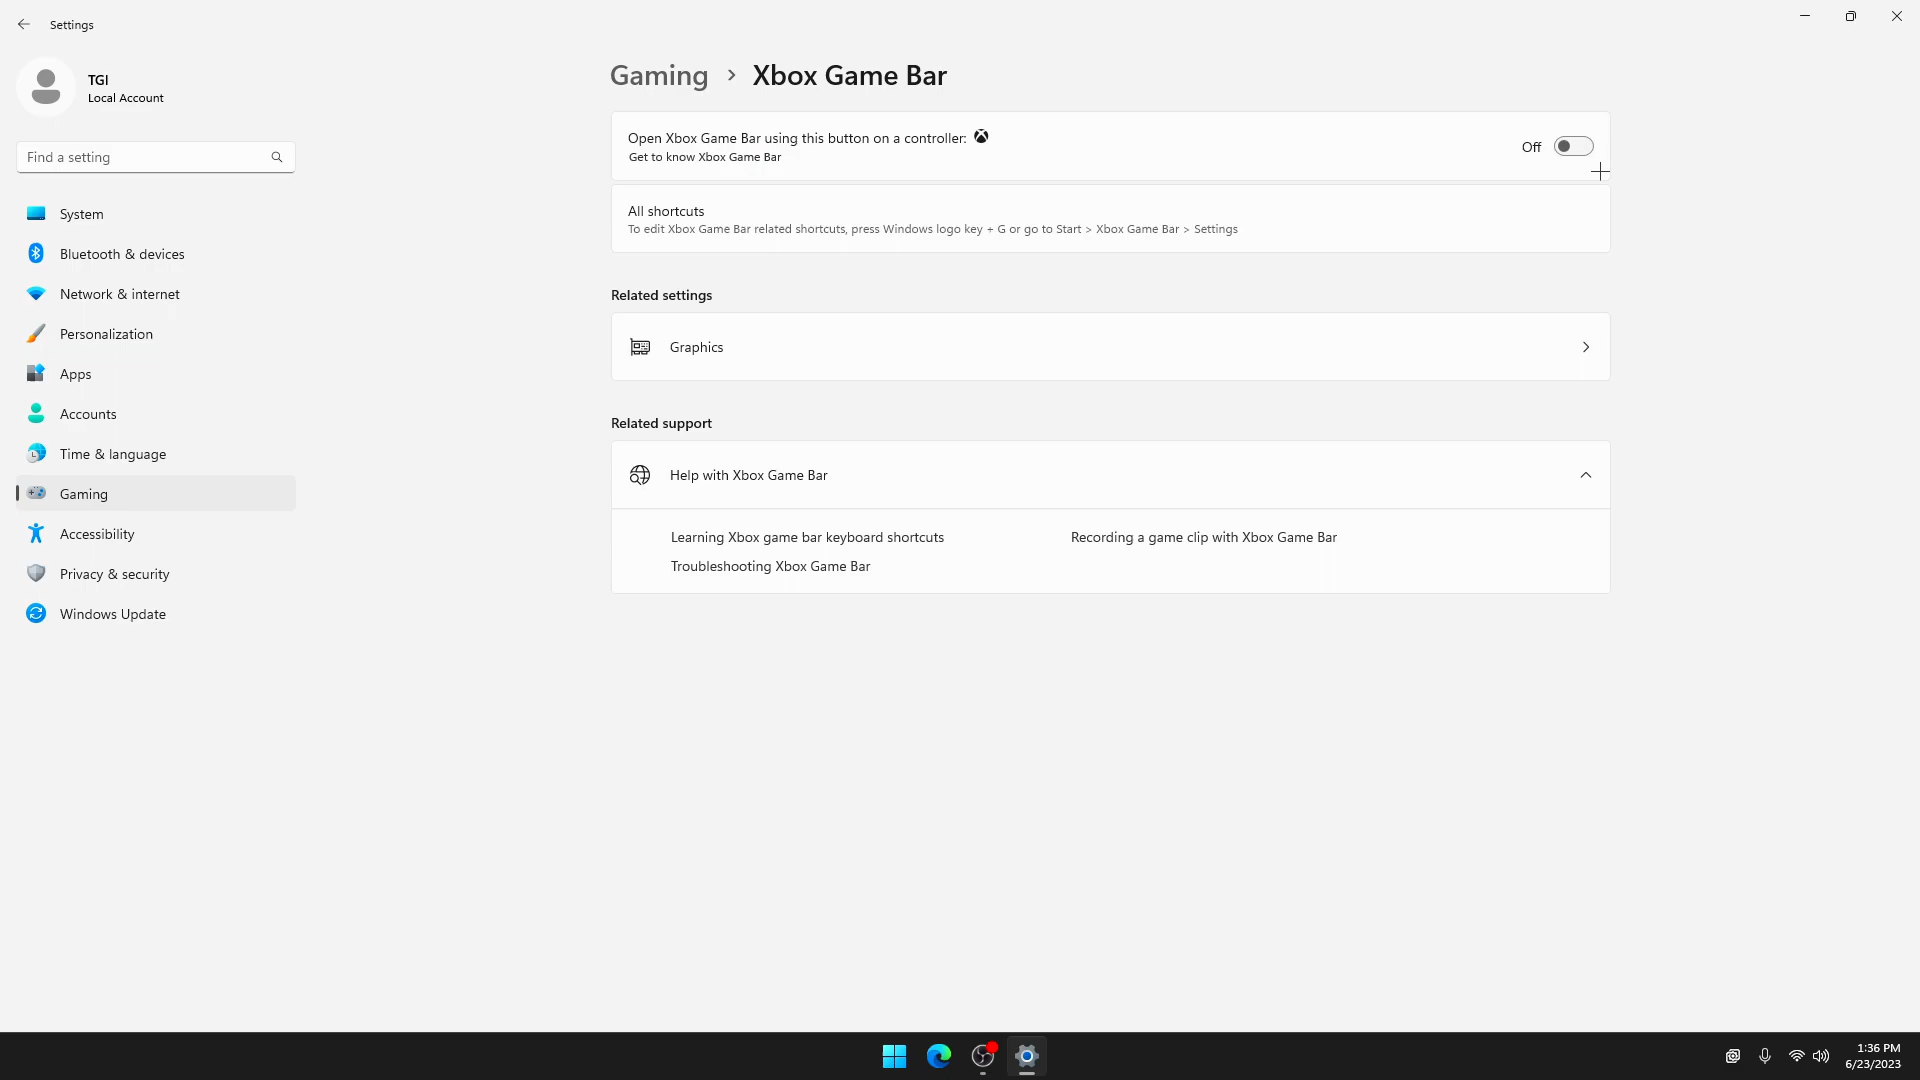 Settings
TGI
Local Account
Find a setting
System
Bluetooth & devices
Network & internet
Personalization
Apps
Accounts
Time & language
Gaming
Accessibility
Privacy & security
Windows Update
Gaming > Xbox Game Bar
Open Xbox Game Bar using this button on a controller:
Get to know Xbox Game Bar
Off
All shortcuts
To edit Xbox Game Bar related shortcuts, press Windows logo key + G or go to Start > Xbox Game Bar > Settings
Related settings
Graphics
Related support
Help with Xbox Game Bar
Learning Xbox game bar keyboard shortcuts
Recording a game clip with Xbox Game Bar
Troubleshooting Xbox Game Bar
1:36 PM
6/23/2023